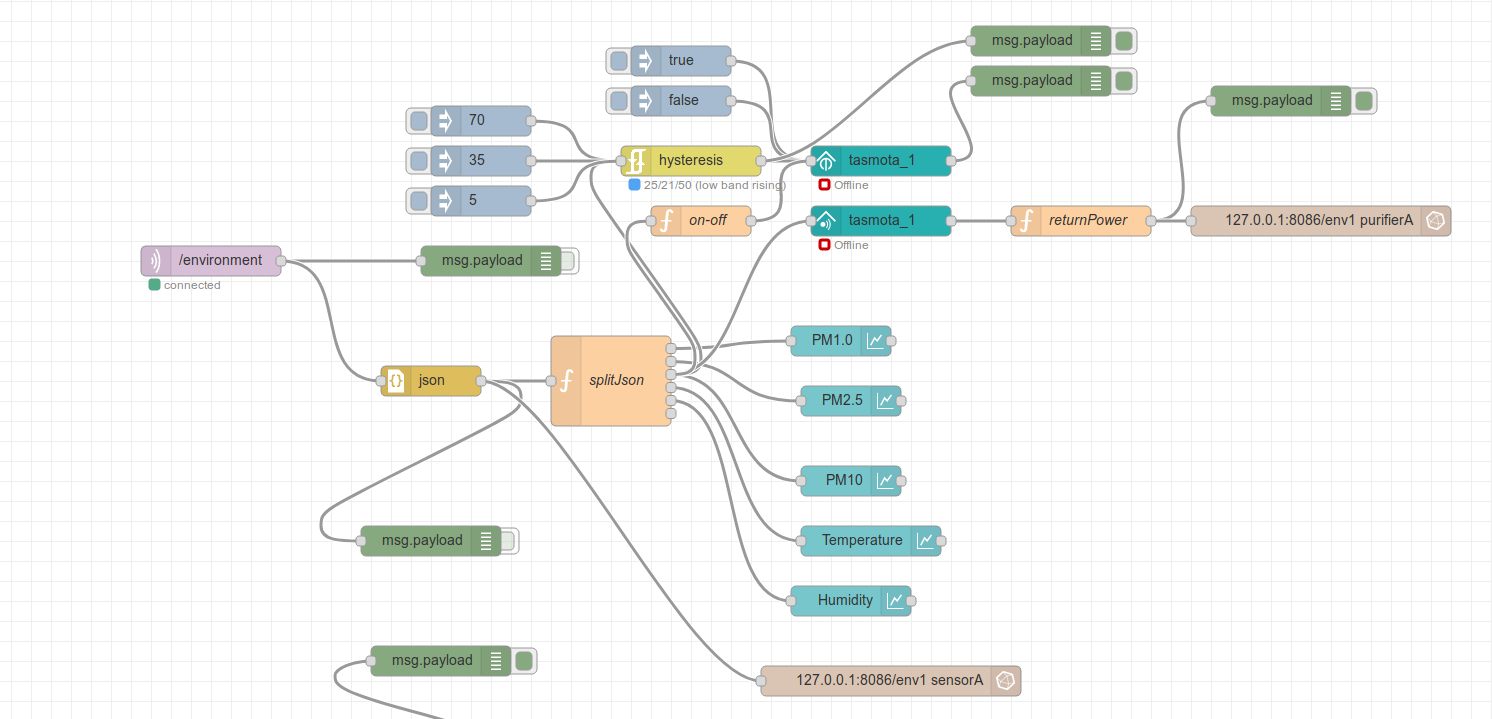 msg.payload
true
msg.payload
false
msg.payload
70
35
hysteresis
tasmota_1
25/21/50 (low band rising)
Offline
5
on-off
tasmota_1
returnPower
127.0.0.1:8086/env1 purifierA
Offline
/environment
msg.payload
connected
PM1.0
json
splitJson
PM2.5
PM10
msg.payload
Temperature
Humidity
msg.payload
127.0.0.1:8086/env1 sensorA